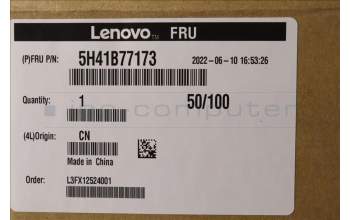 Lenovo™ FRU
(P)FRU P/N: 5H41B77173 2022-06-10 16:53:26
Quantity: 1 50/100
(4L)Origin: CN
Made in China
Order: L3FX12524001